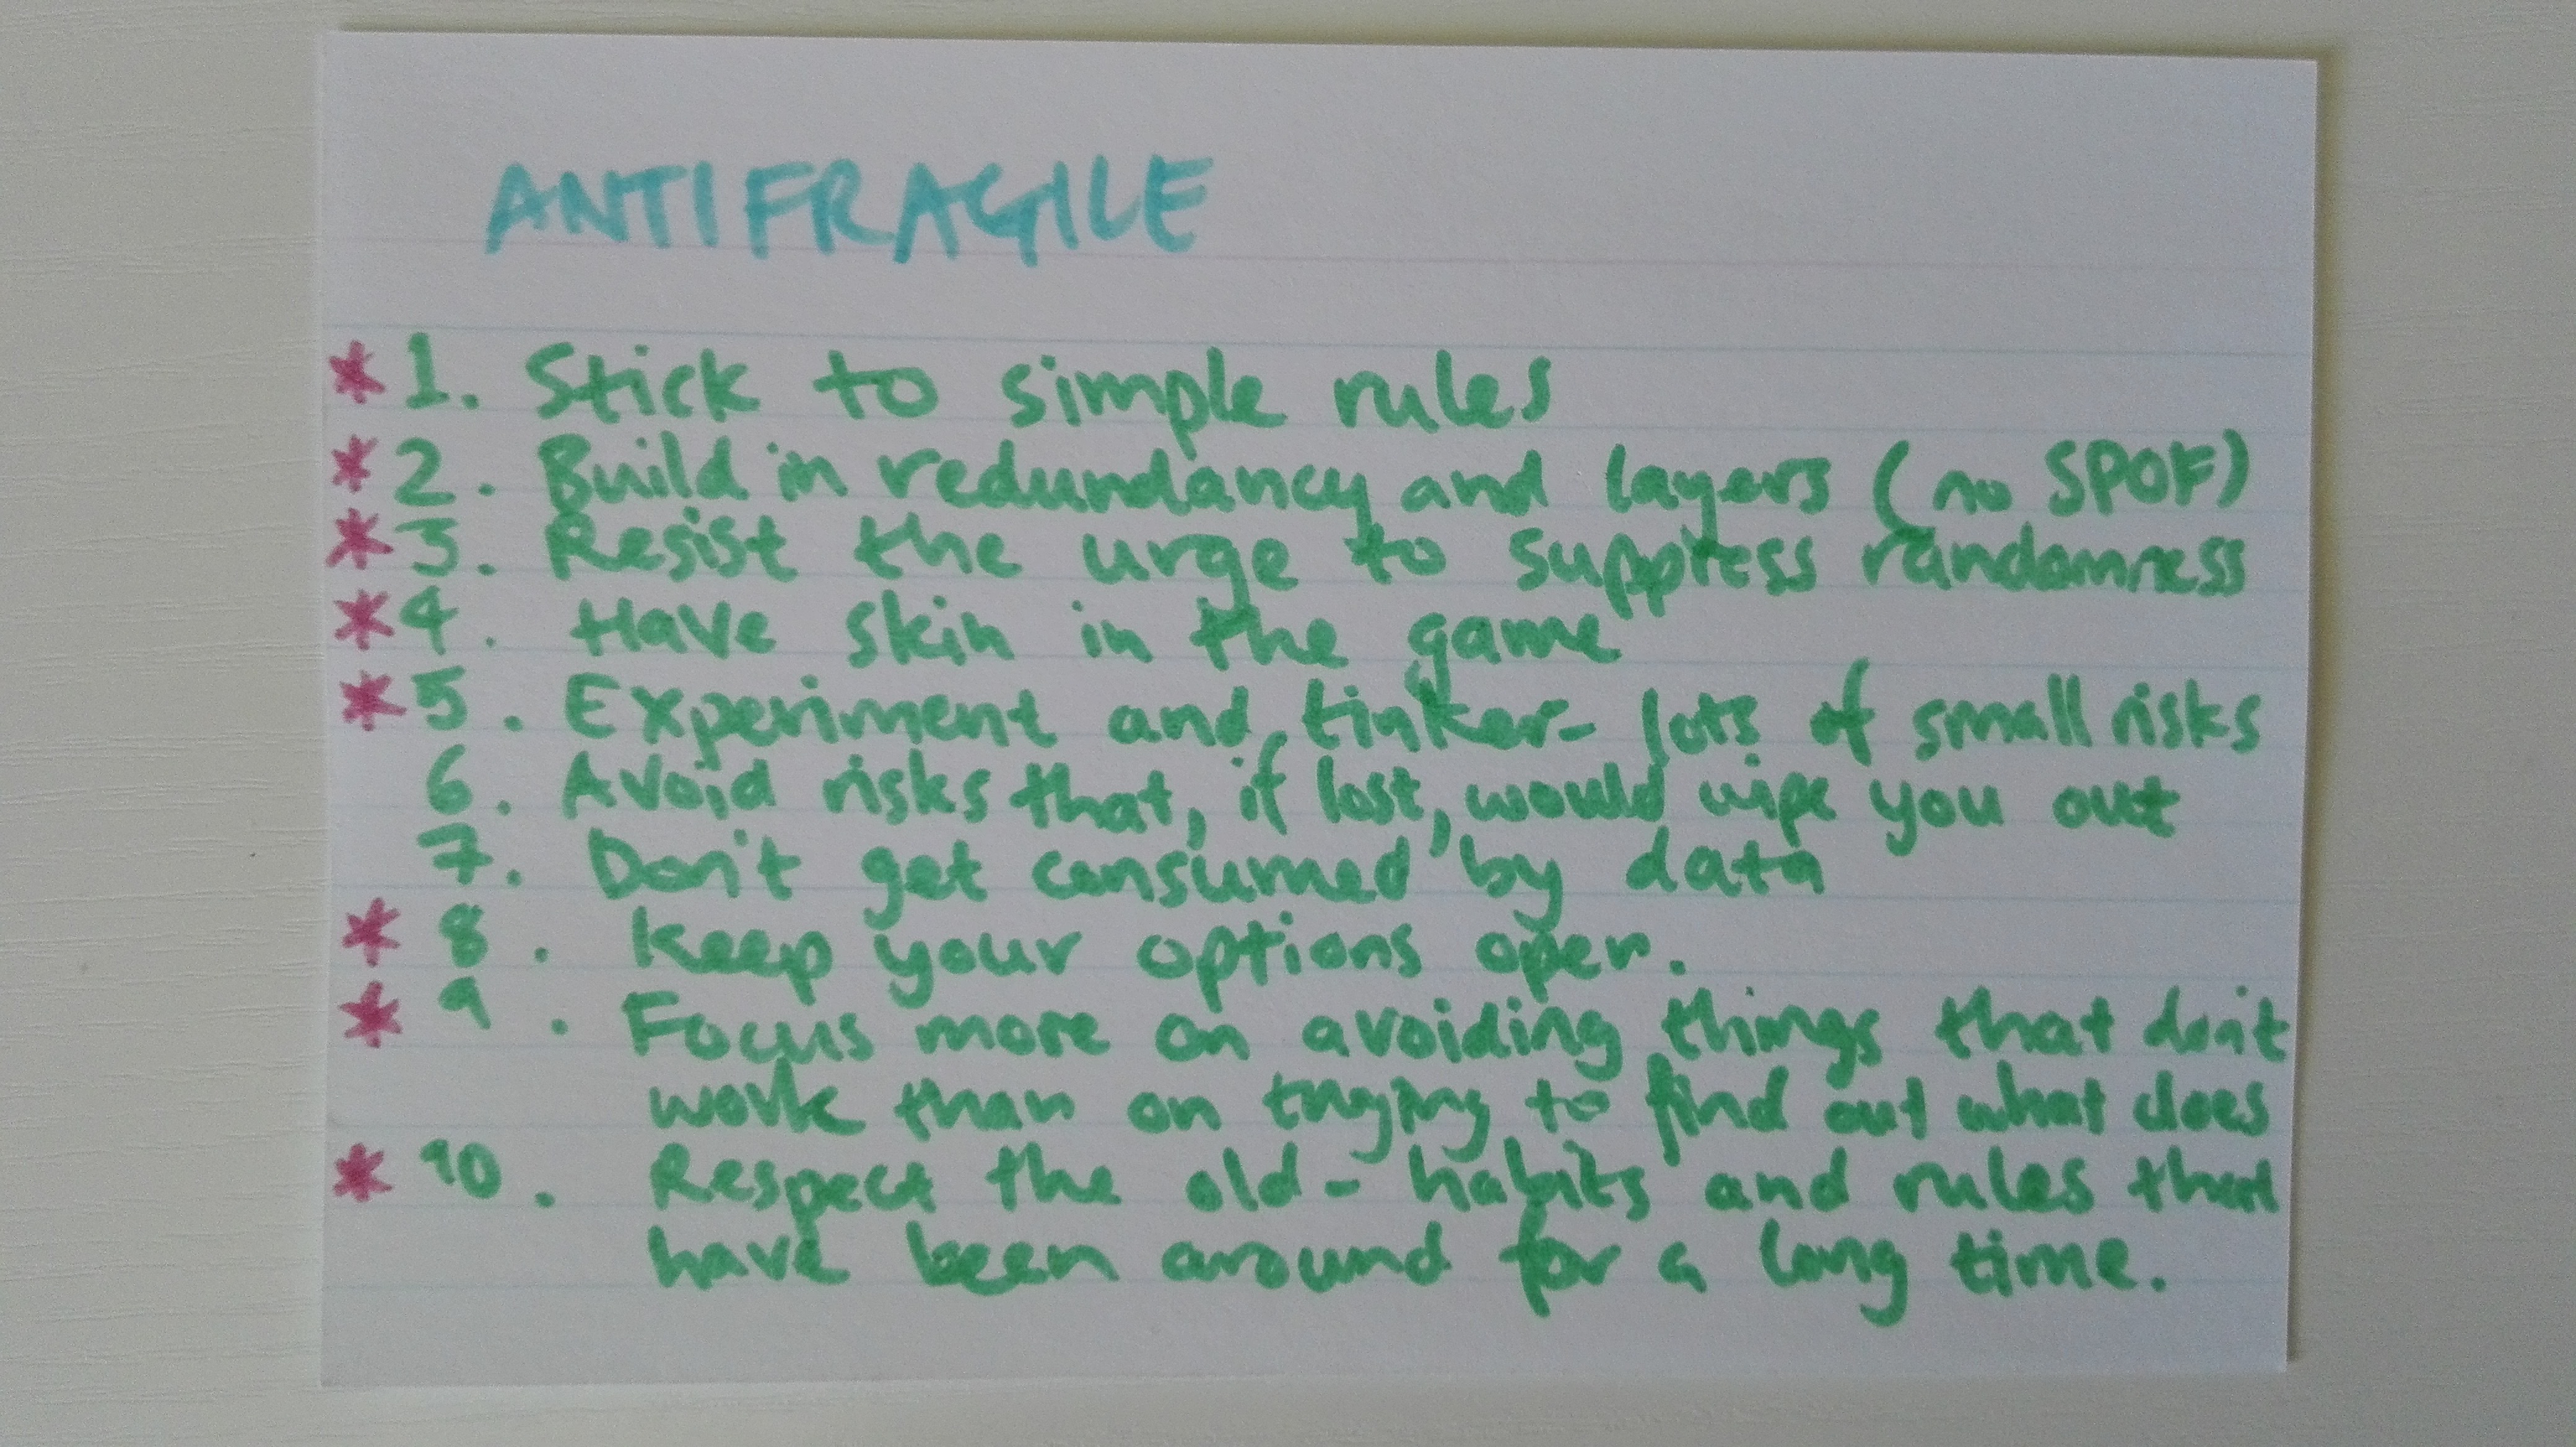 ANTIFRAGILE
* 1. Stick to simple rules
* 2. Build in redundancy and layers (no SPOF)
* 3. Resist the urge to suppress randomness
* 4. Have skin in the game
* 5. Experiment and tinker - lots of small risks
6. Avoid risks that, if lost, would wipe you out
7. Don't get consumed by data
* 8. Keep your options open.
* 9. Focus more on avoiding things that don't
work than on trying to find out what does
* 10. Respect the old - habits and rules that
have been around for a long time.